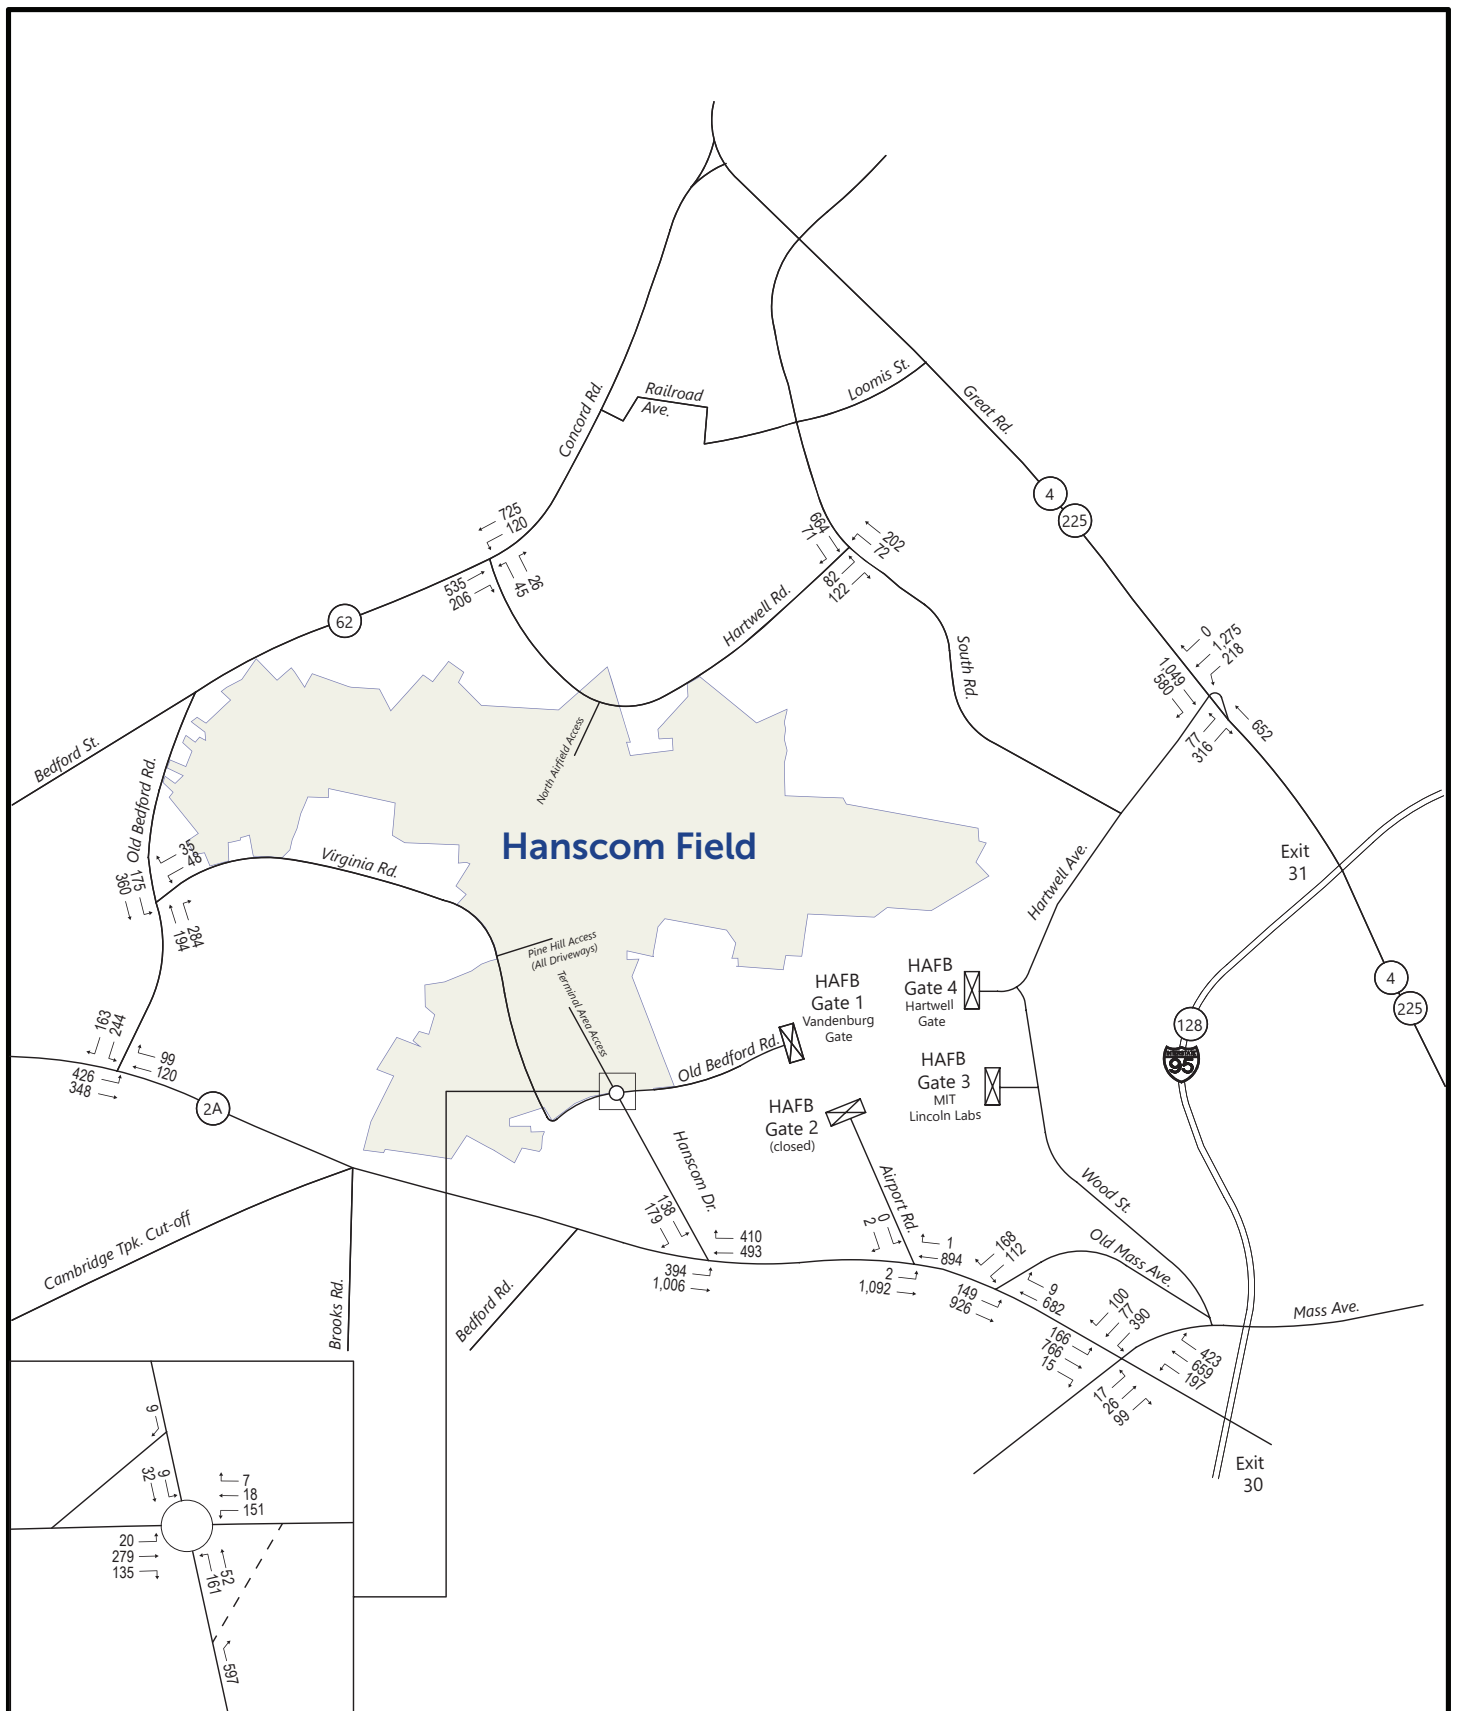 Concord Rd.
Railroad
Ave.
Loomis St.
Great Rd.
4
225
725
120
535
206
45
26
664
71
202
72
82
122
62
Hartwell Rd.
South Rd.
0
1,275
218
1,049
580
77
316
652
Bedford St.
Old Bedford Rd.
North Airfield Access
Hanscom Field
Virginia Rd.
35
48
175
360
194
284
Exit
31
Hartwell Ave.
Pine Hill Access
(All Driveways)
Terminal Area Access
HAFB
Gate 1
Vandenburg
Gate
HAFB
Gate 4
Hartwell
Gate
4
225
128
INTERSTATE
95
163
244
99
120
426
348
2A
Old Bedford Rd.
HAFB
Gate 3
MIT
Lincoln Labs
HAFB
Gate 2
(closed)
Hanscom Dr.
Airport Rd.
Wood St.
Old Mass Ave.
Mass Ave.
Cambridge Tpk. Cut-off
Brooks Rd.
Bedford Rd.
138
179
410
493
394
1,006
0
2
1
894
2
1,092
168
112
9
682
149
926
100
77
390
166
766
15
423
659
197
17
26
99
Exit
30
9
9
32
7
18
151
20
279
135
52
161
597